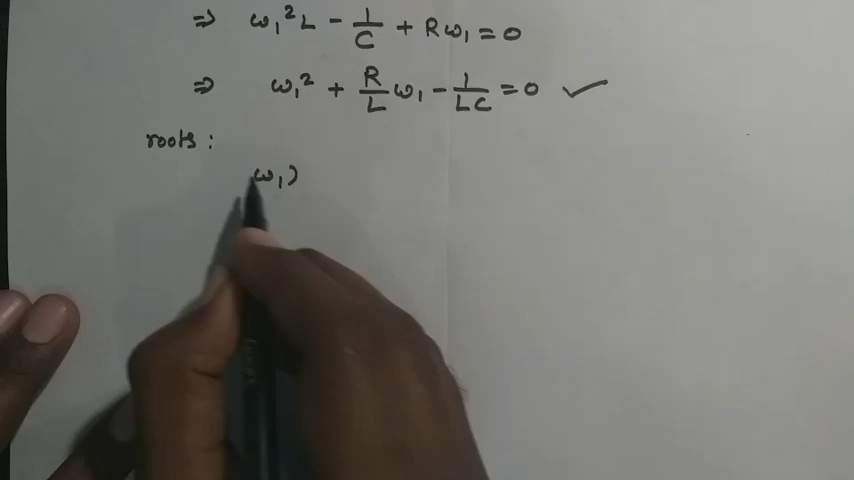 ⇒ ω₁²L - 1/C + Rω₁ = 0
⇒ ω₁² + R/L ω₁ - 1/LC = 0 ✓
roots:
ω₁)